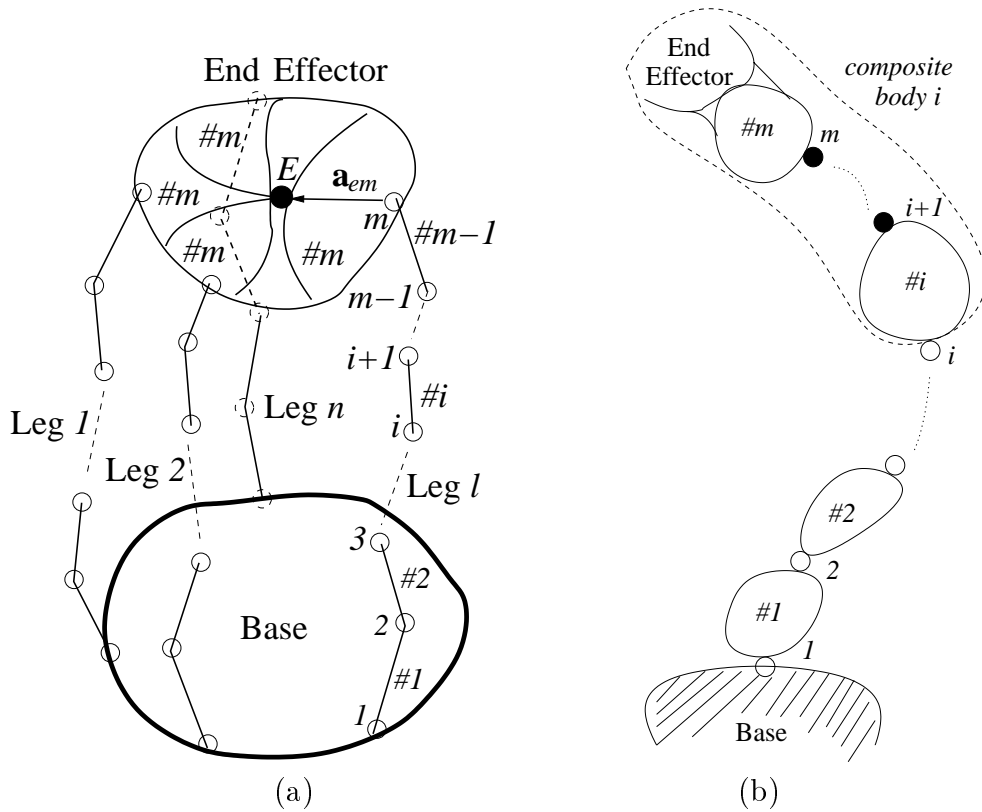 End Effector
#m
E
#m
a_em
m
#m−1
#m
#m
m−1
i+1
#i
i
Leg n
Leg 1
Leg 2
Leg l
3
#2
Base
2
#1
1
(a)
End
Effector
composite
body i
#m
m
i+1
#i
i
#2
2
#1
1
Base
(b)